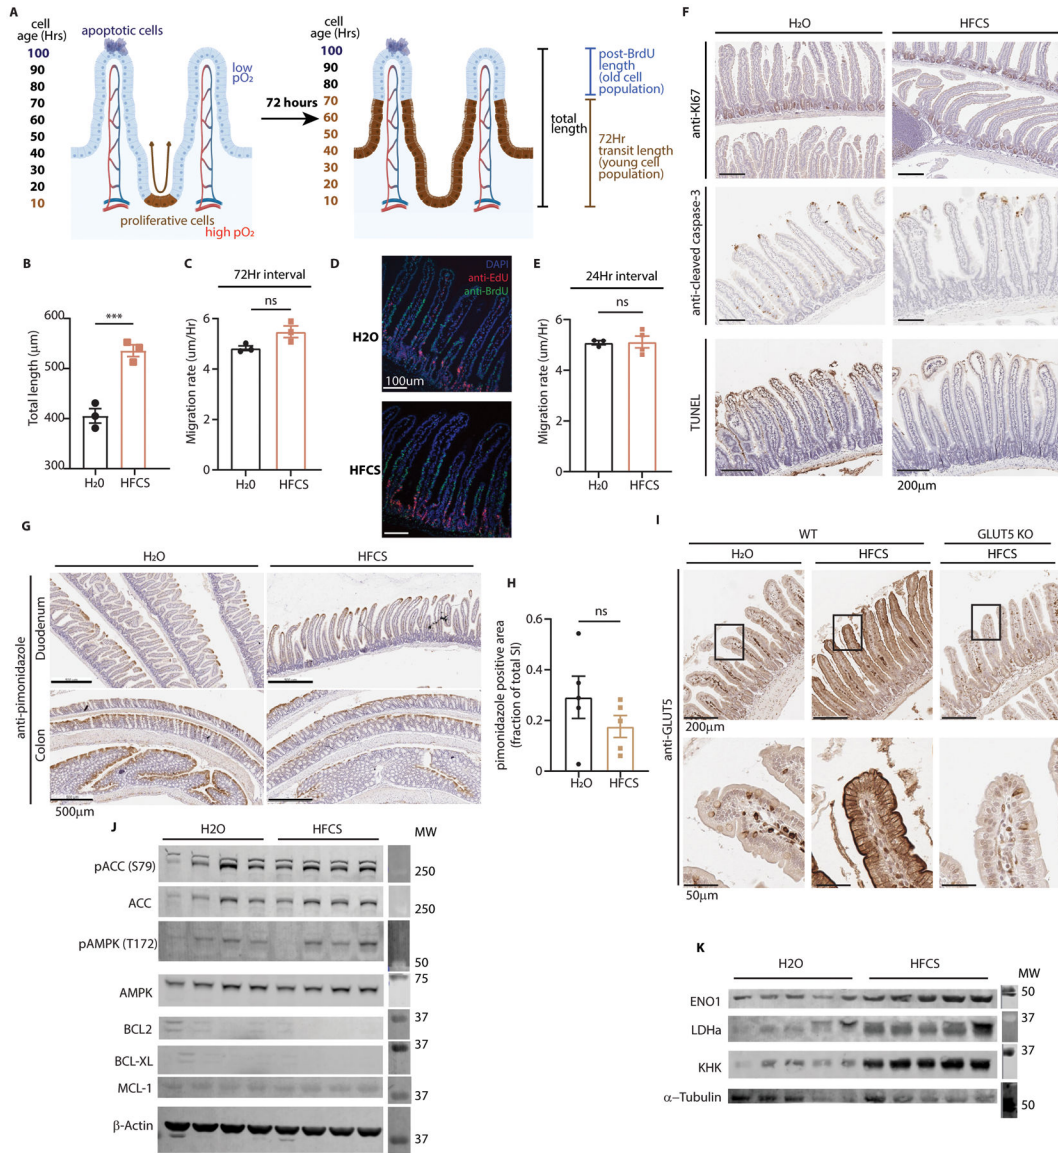 A
cell
age (Hrs)
100
90
80
70
60
50
40
30
20
10
apoptotic cells
low
pO₂
proliferative cells
high pO₂
72 hours
cell
age (Hrs)
100
90
80
70
60
50
40
30
20
10
total
length
post-BrdU
length
(old cell
population)
72Hr
transit length
(young cell
population)
B
Total length (μm)
600
500
400
300
***
H₂0
HFCS
C
72Hr interval
ns
Migration rate (um/Hr)
6
4
2
0
H₂0
HFCS
D
DAPI
anti-EdU
anti-BrdU
H2O
100um
HFCS
E
24Hr interval
ns
Migration rate (um/Hr)
6
4
2
0
H₂0
HFCS
F
H₂O
HFCS
anti-KI67
anti-cleaved caspase-3
TUNEL
200μm
G
H₂O
HFCS
anti-pimonidazole
Duodenum
Colon
500μm
H
ns
pimonidazole positive area
(fraction of total SI)
0.6
0.4
0.2
0
H₂O
HFCS
I
WT
GLUT5 KO
H₂O
HFCS
HFCS
anti-GLUT5
200μm
50μm
J
H2O
HFCS
MW
pACC (S79)
250
ACC
250
pAMPK (T172)
50
75
AMPK
BCL2
37
37
BCL-XL
MCL-1
37
β-Actin
37
K
H2O
HFCS
MW
ENO1
50
LDHa
37
KHK
37
α-Tubulin
50